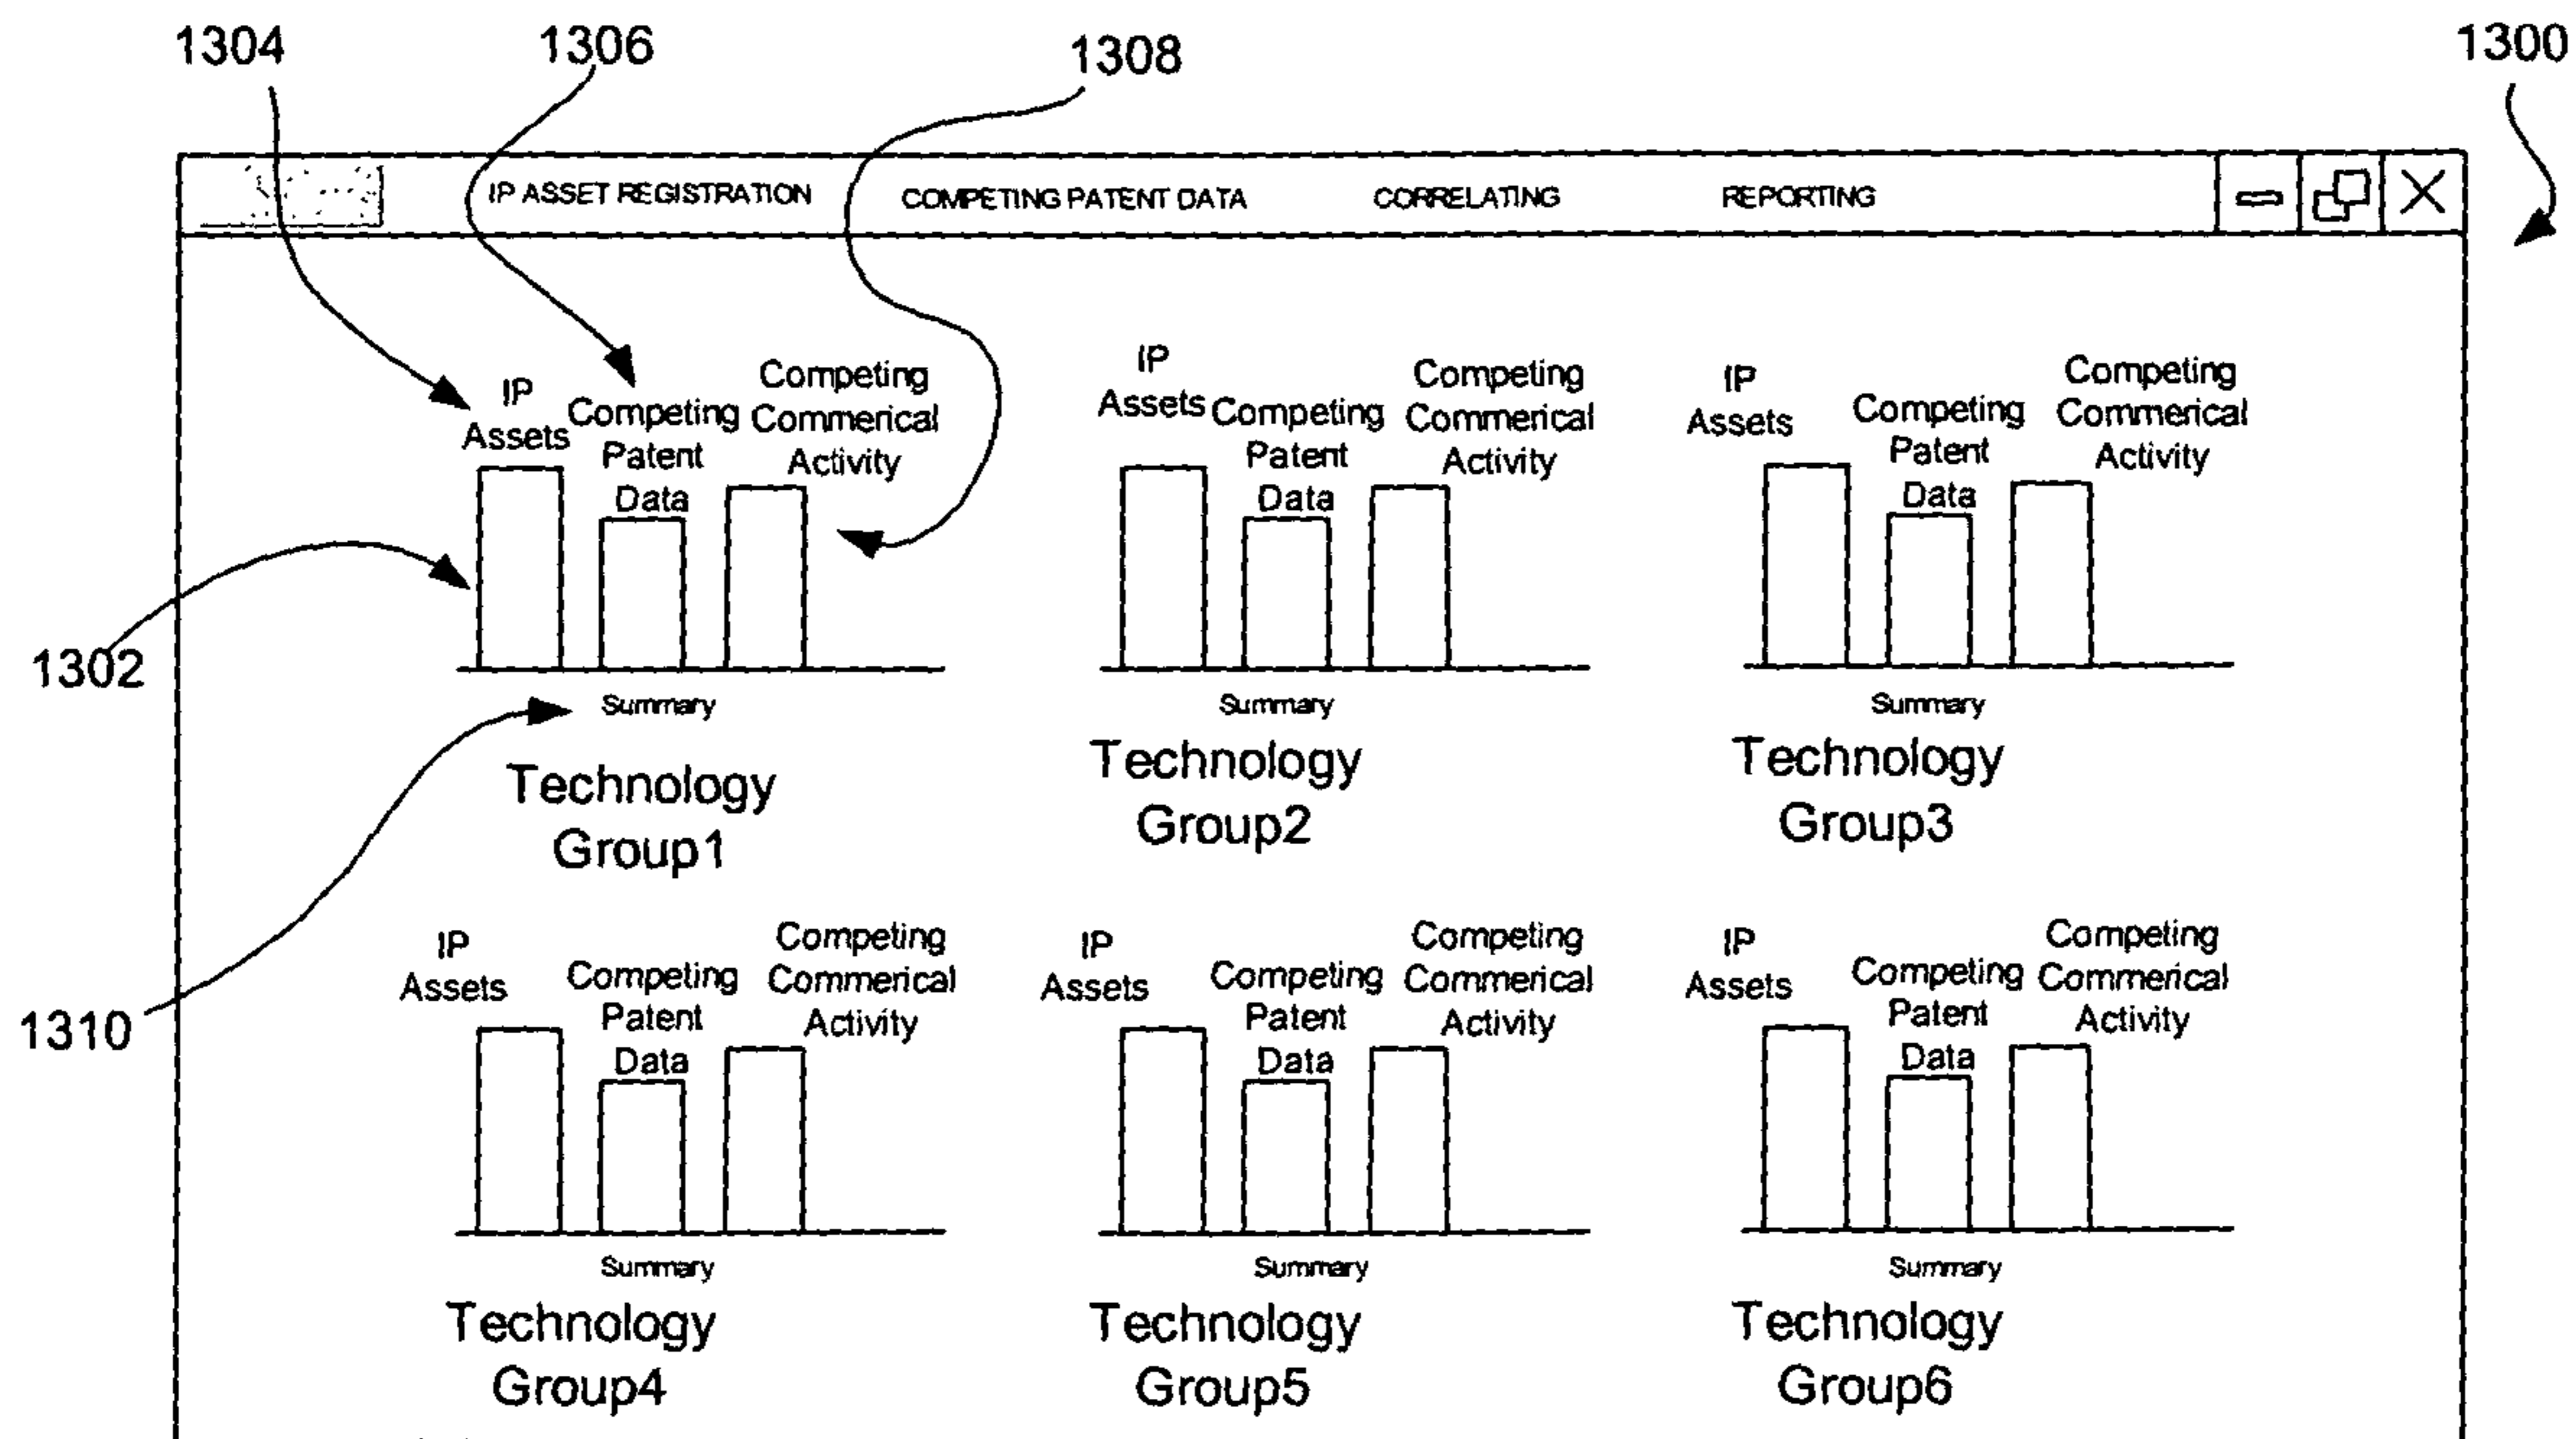 1304 1306 1308 1300
IP ASSET REGISTRATION COMPETING PATENT DATA CORRELATING REPORTING
IP
Assets
Competing
Patent
Data
Competing
Commerical
Activity
IP
Assets
Competing
Patent
Data
Competing
Commerical
Activity
IP
Assets
Competing
Patent
Data
Competing
Commerical
Activity
1302
Summary
Summary
Summary
Technology
Group1
Technology
Group2
Technology
Group3
1310
IP
Assets
Competing
Patent
Data
Competing
Commerical
Activity
IP
Assets
Competing
Patent
Data
Competing
Commerical
Activity
IP
Assets
Competing
Patent
Data
Competing
Commerical
Activity
Summary
Summary
Summary
Technology
Group4
Technology
Group5
Technology
Group6